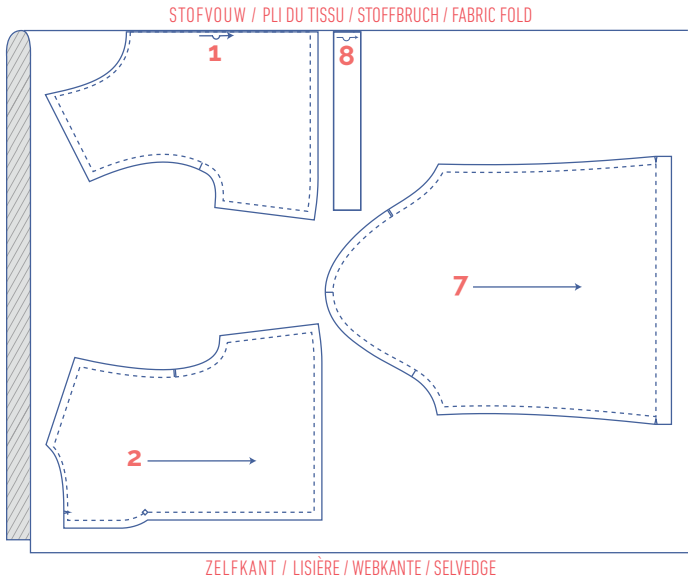 STOFVOUW / PLI DU TISSU / STOFFBRUCH / FABRIC FOLD
1
8
7
2
ZELFKANT / LISIÈRE / WEBKANTE / SELVEDGE